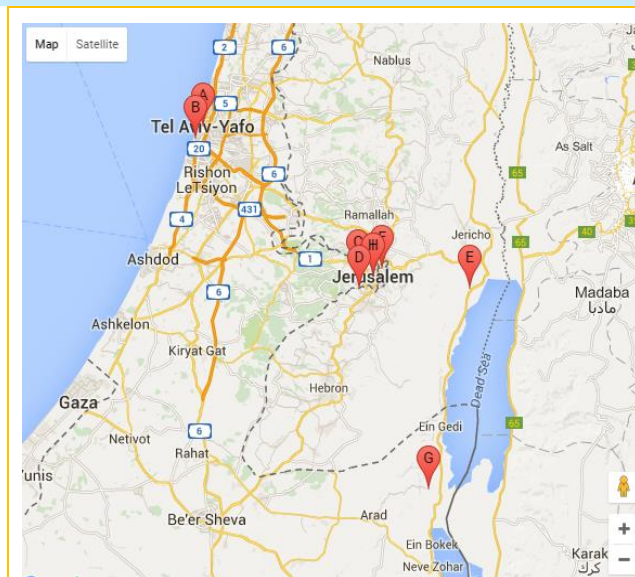 Map Satellite
2
6
Nablus
A
B
5
Tel Aviv-Yafo
20
As Salt
65
Rishon
LeTsiyon
6
4
431
Ramallah
Jericho
40
Ashdod
1
C H F
D
E
Jerusalem
6
Madaba
مادبا
Ashkelon
Kiryat Gat
Dead Sea
Hebron
Gaza
Netivot
6
Rahat
Ein Gedi
65
G
Be'er Sheva
Arad
Ein Bokek
Neve Zohar
+
−
Karak
كرك